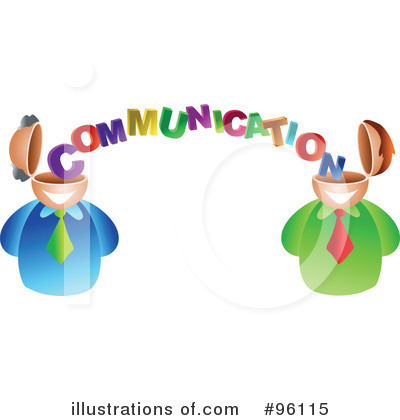 COMMUNICATION
Illustrations of.com - #96115